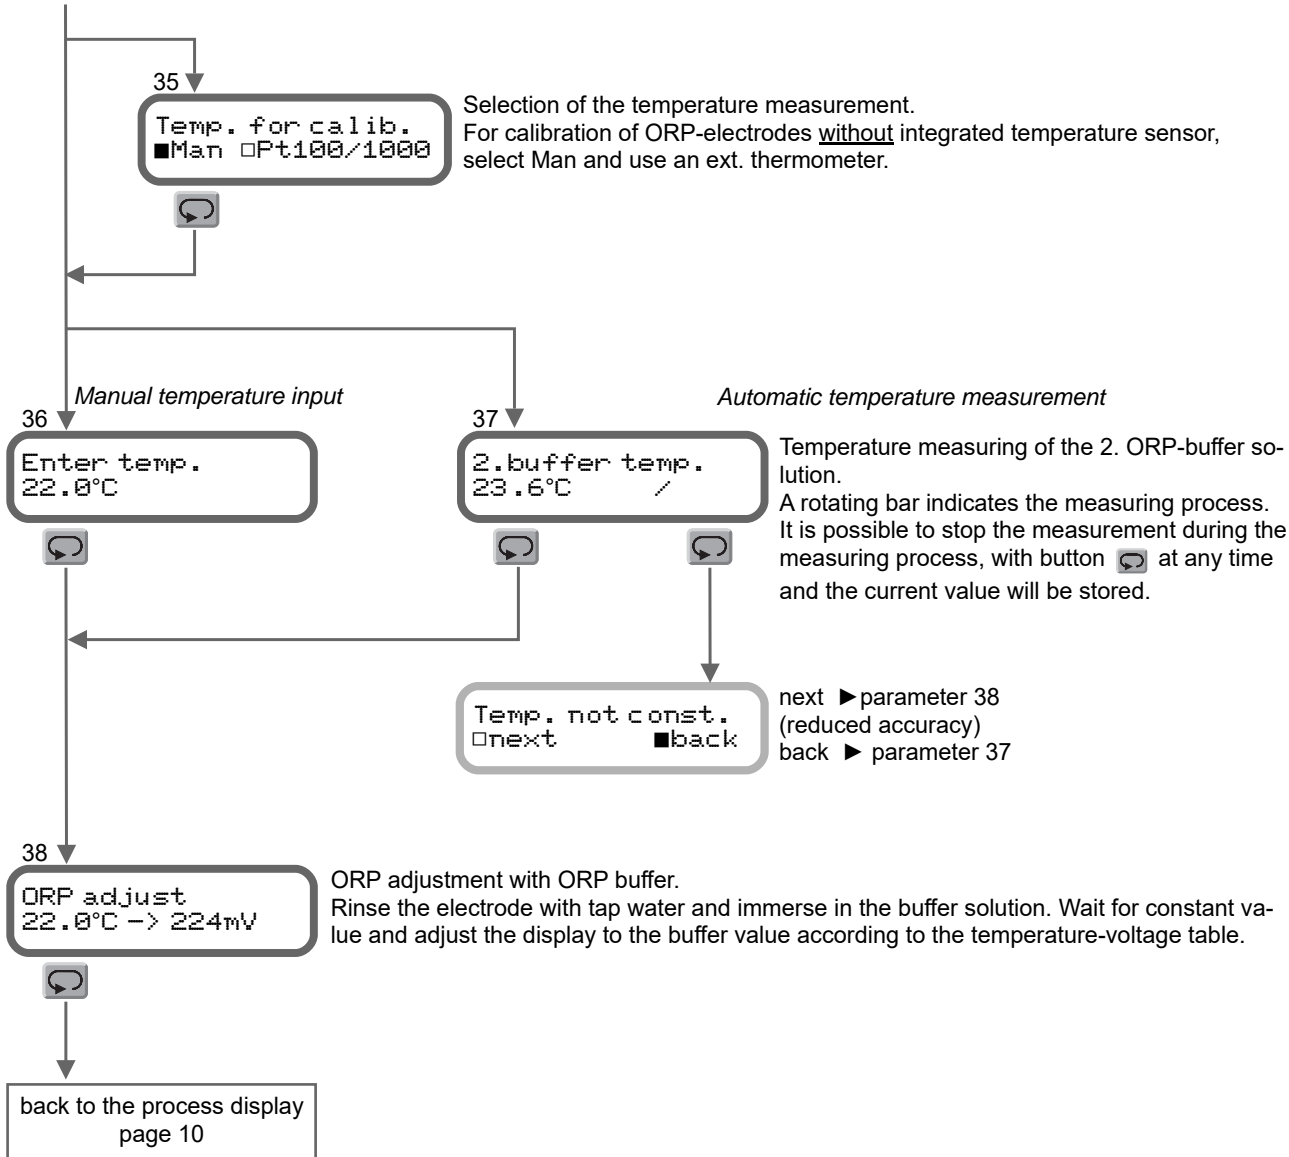 35
Temp. for calib.
■Man □Pt100/1000
Selection of the temperature measurement.
For calibration of ORP-electrodes without integrated temperature sensor,
select Man and use an ext. thermometer.
Manual temperature input
Automatic temperature measurement
36
Enter temp.
22.0°C
37
2.buffer temp.
23.6°C /
Temperature measuring of the 2. ORP-buffer so-
lution.
A rotating bar indicates the measuring process.
It is possible to stop the measurement during the
measuring process, with button at any time
and the current value will be stored.
Temp. not const.
□next ■back
next ►parameter 38
(reduced accuracy)
back ► parameter 37
38
ORP adjust
22.0°C -> 224mV
ORP adjustment with ORP buffer.
Rinse the electrode with tap water and immerse in the buffer solution. Wait for constant va-
lue and adjust the display to the buffer value according to the temperature-voltage table.
back to the process display
page 10